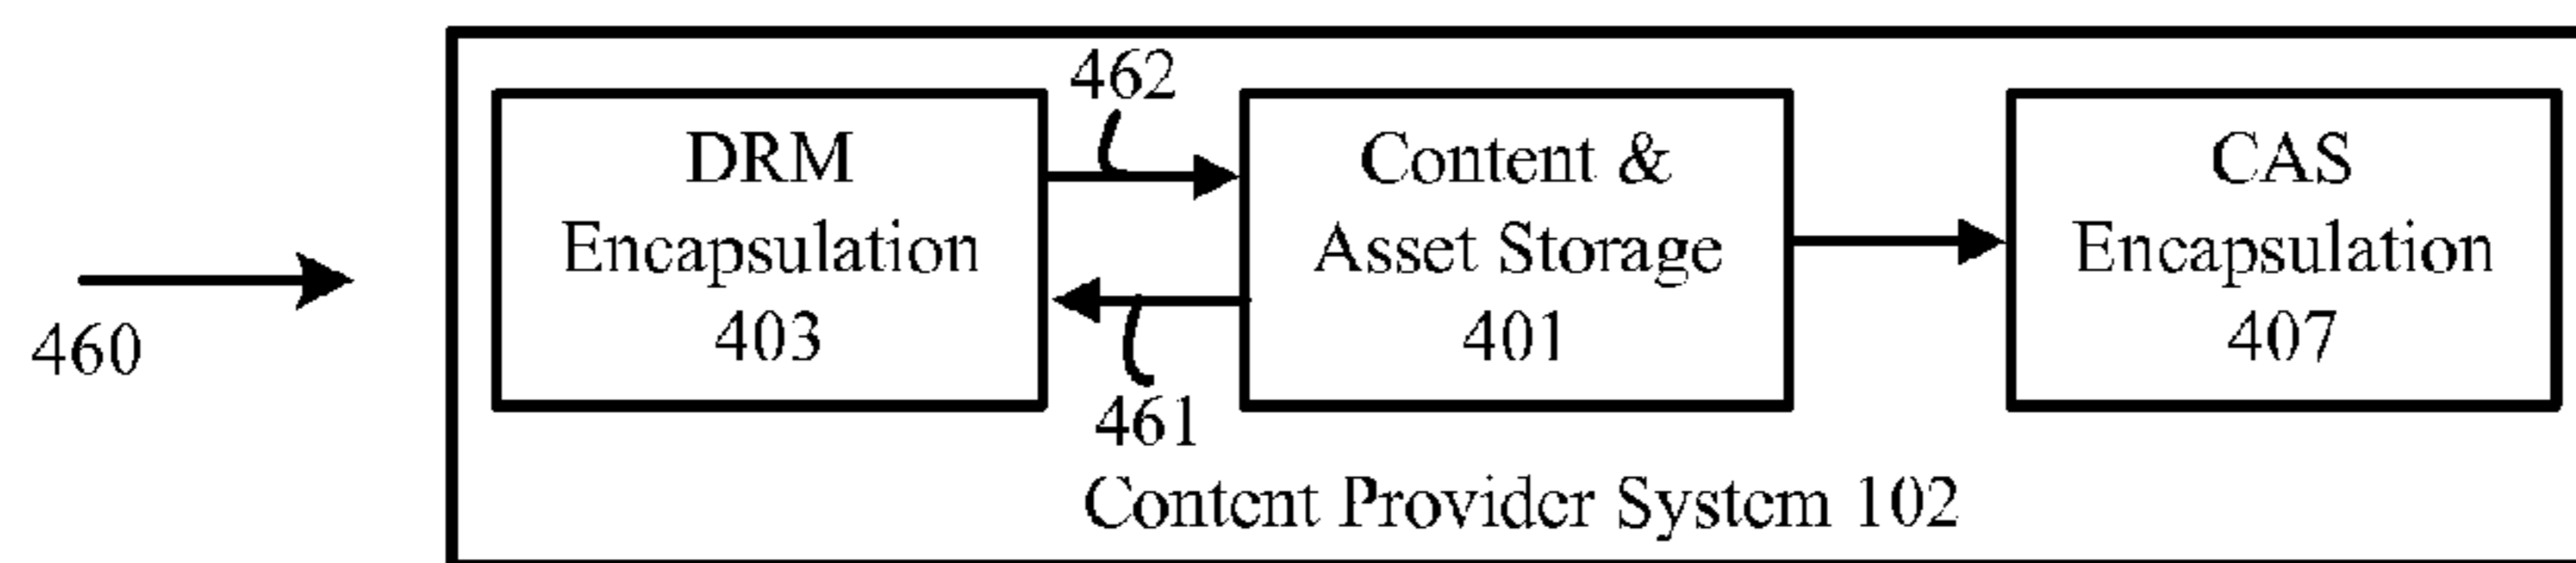 462
DRM
Encapsulation
403
Content &
Asset Storage
401
CAS
Encapsulation
407
460
461
Content Provider System 102